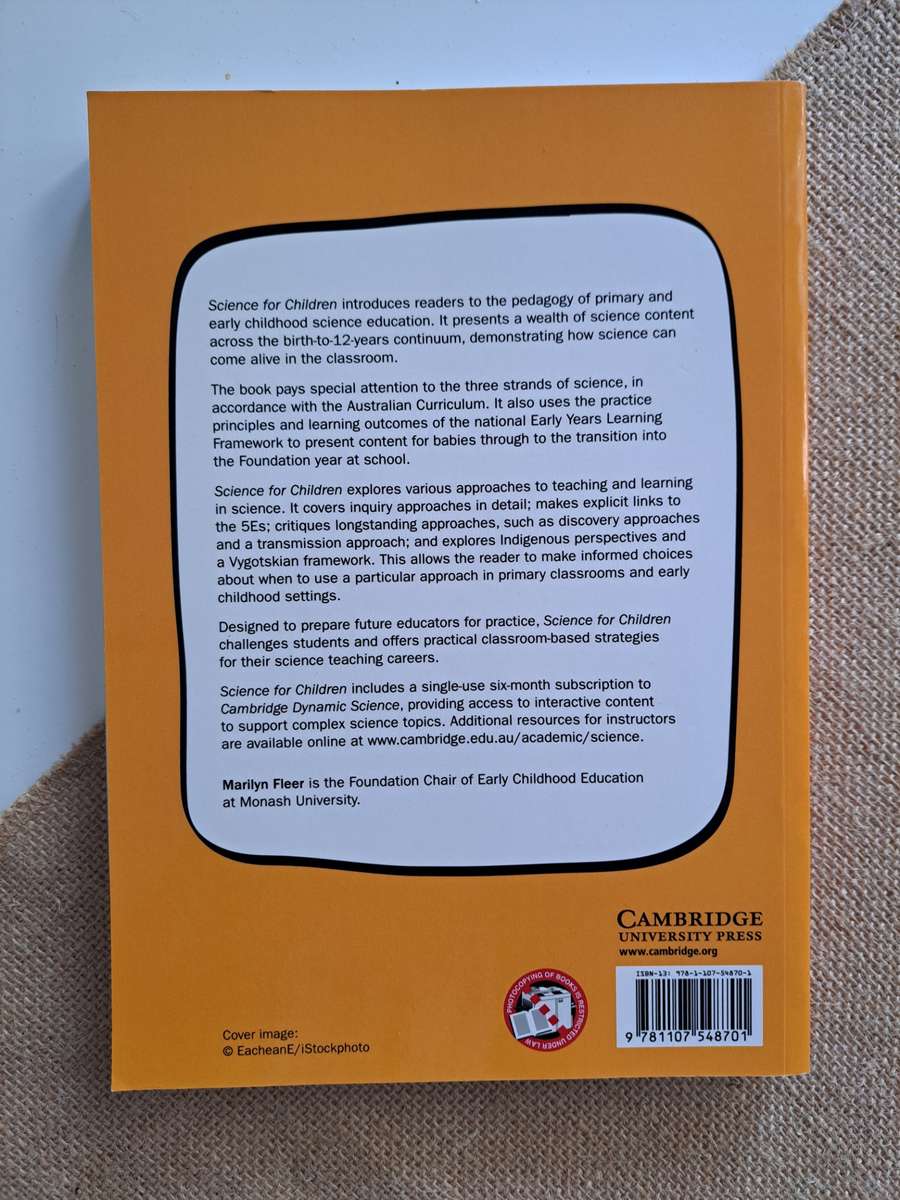 Science for Children introduces readers to the pedagogy of primary and
early childhood science education. It presents a wealth of science content
across the birth-to-12-years continuum, demonstrating how science can
come alive in the classroom.
The book pays special attention to the three strands of science, in
accordance with the Australian Curriculum. It also uses the practice
principles and learning outcomes of the national Early Years Learning
Framework to present content for babies through to the transition into
the Foundation year at school.
Science for Children explores various approaches to teaching and learning
in science. It covers inquiry approaches in detail; makes explicit links to
the 5Es; critiques longstanding approaches, such as discovery approaches
and a transmission approach; and explores Indigenous perspectives and
a Vygotskian framework. This allows the reader to make informed choices
about when to use a particular approach in primary classrooms and early
childhood settings.
Designed to prepare future educators for practice, Science for Children
challenges students and offers practical classroom-based strategies
for their science teaching careers.
Science for Children includes a single-use six-month subscription to
Cambridge Dynamic Science, providing access to interactive content
to support complex science topics. Additional resources for instructors
are available online at www.cambridge.edu.au/academic/science.
Marilyn Fleer is the Foundation Chair of Early Childhood Education
at Monash University.
CAMBRIDGE
UNIVERSITY PRESS
www.cambridge.org
ISBN-13: 978-1-107-54870-1
9 781107 548701
PHOTOCOPYING OF BOOKS IS RESTRICTED UNDER LAW
Cover image:
© EacheanE/iStockphoto